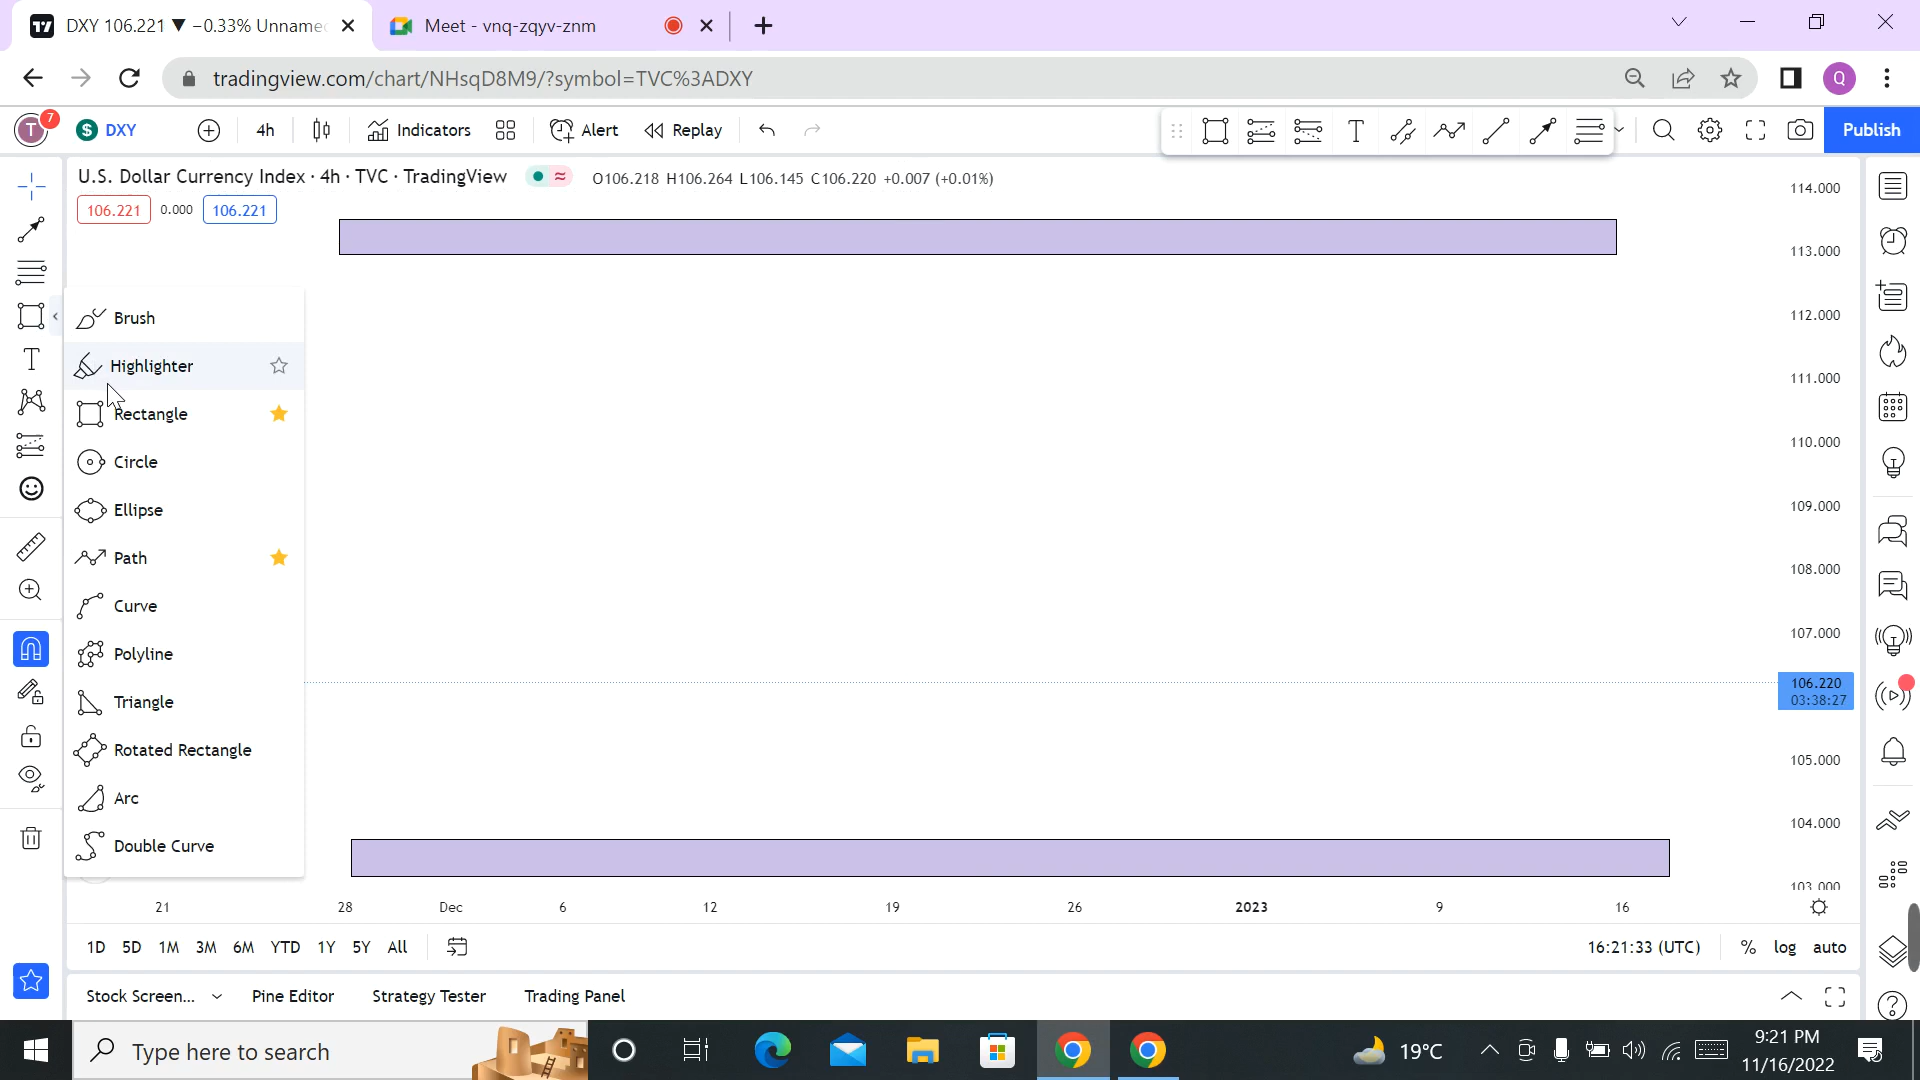 DXY 106.221 ▼ −0.33% Unname
Meet - vnq-zqyv-znm
tradingview.com/chart/NHsqD8M9/?symbol=TVC%3ADXY
Q
T 7 $ DXY 4h Indicators Alert Replay T Publish
U.S. Dollar Currency Index · 4h · TVC · TradingView
O106.218 H106.264 L106.145 C106.220 +0.007 (+0.01%)
106.221 0.000 106.221
114.000
113.000
112.000
111.000
110.000
109.000
108.000
107.000
106.220
03:38:27
105.000
104.000
103.000
Brush
Highlighter
Rectangle
Circle
Ellipse
Path
Curve
Polyline
Triangle
Rotated Rectangle
Arc
Double Curve
21 28 Dec 6 12 19 26 2023 9 16
1D 5D 1M 3M 6M YTD 1Y 5Y All
16:21:33 (UTC) % log auto
Stock Screen... Pine Editor Strategy Tester Trading Panel
Type here to search
19°C
9:21 PM
11/16/2022